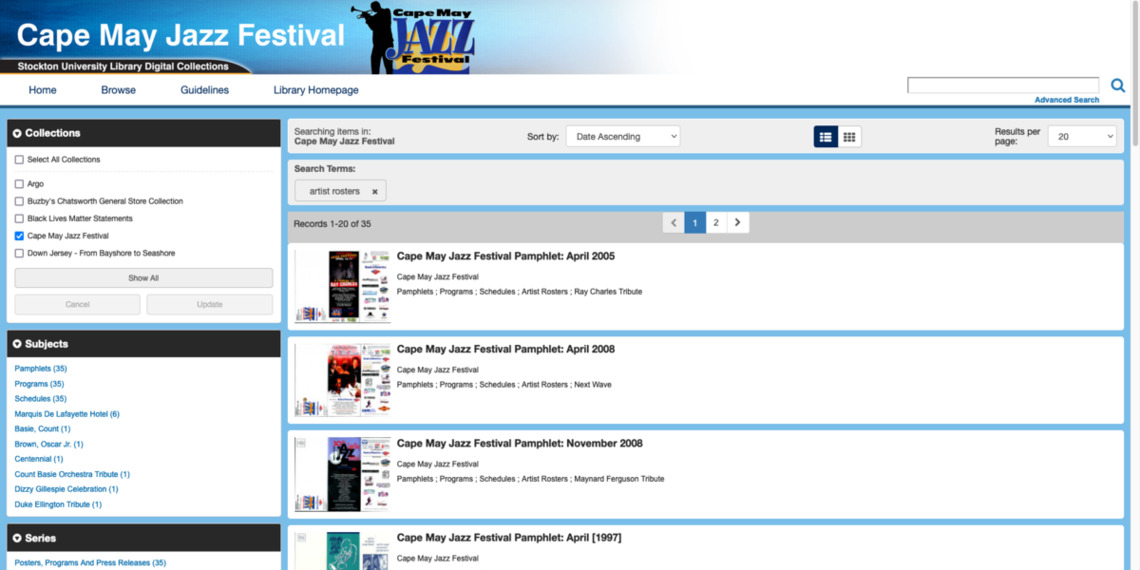 Cape May Jazz Festival
Cape May
JAZZ
Festival
Stockton University Library Digital Collections
Home Browse Guidelines Library Homepage
Advanced Search
Collections
Select All Collections
Argo
Buzby's Chatsworth General Store Collection
Black Lives Matter Statements
Cape May Jazz Festival
Down Jersey - From Bayshore to Seashore
Show All
Cancel Update
Subjects
Pamphlets (35)
Programs (35)
Schedules (35)
Marquis De Lafayette Hotel (6)
Basie, Count (1)
Brown, Oscar Jr. (1)
Centennial (1)
Count Basie Orchestra Tribute (1)
Dizzy Gillespie Celebration (1)
Duke Ellington Tribute (1)
Series
Posters, Programs And Press Releases (35)
Searching items in:
Cape May Jazz Festival
Sort by: Date Ascending
Results per
page:
20
Search Terms:
artist rosters
Records 1-20 of 35
1 2
Cape May Jazz Festival Pamphlet: April 2005
Cape May Jazz Festival
Pamphlets ; Programs ; Schedules ; Artist Rosters ; Ray Charles Tribute
Cape May Jazz Festival Pamphlet: April 2008
Cape May Jazz Festival
Pamphlets ; Programs ; Schedules ; Artist Rosters ; Next Wave
Cape May Jazz Festival Pamphlet: November 2008
Cape May Jazz Festival
Pamphlets ; Programs ; Schedules ; Artist Rosters ; Maynard Ferguson Tribute
Cape May Jazz Festival Pamphlet: April [1997]
Cape May Jazz Festival